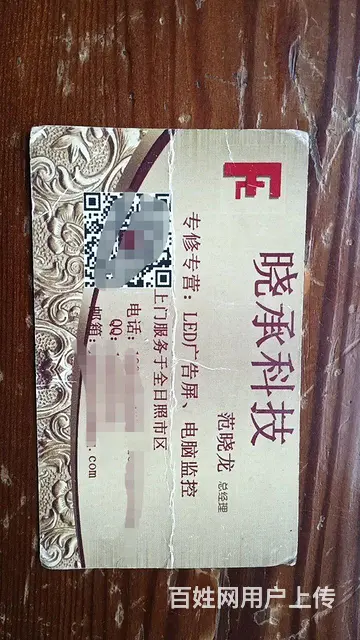 晓承科技
范晓龙 总经理
专修专营：LED广告屏、电脑监控
上门服务于全日照市区
电话：
QQ：
邮箱：
.com
百姓网用户上传